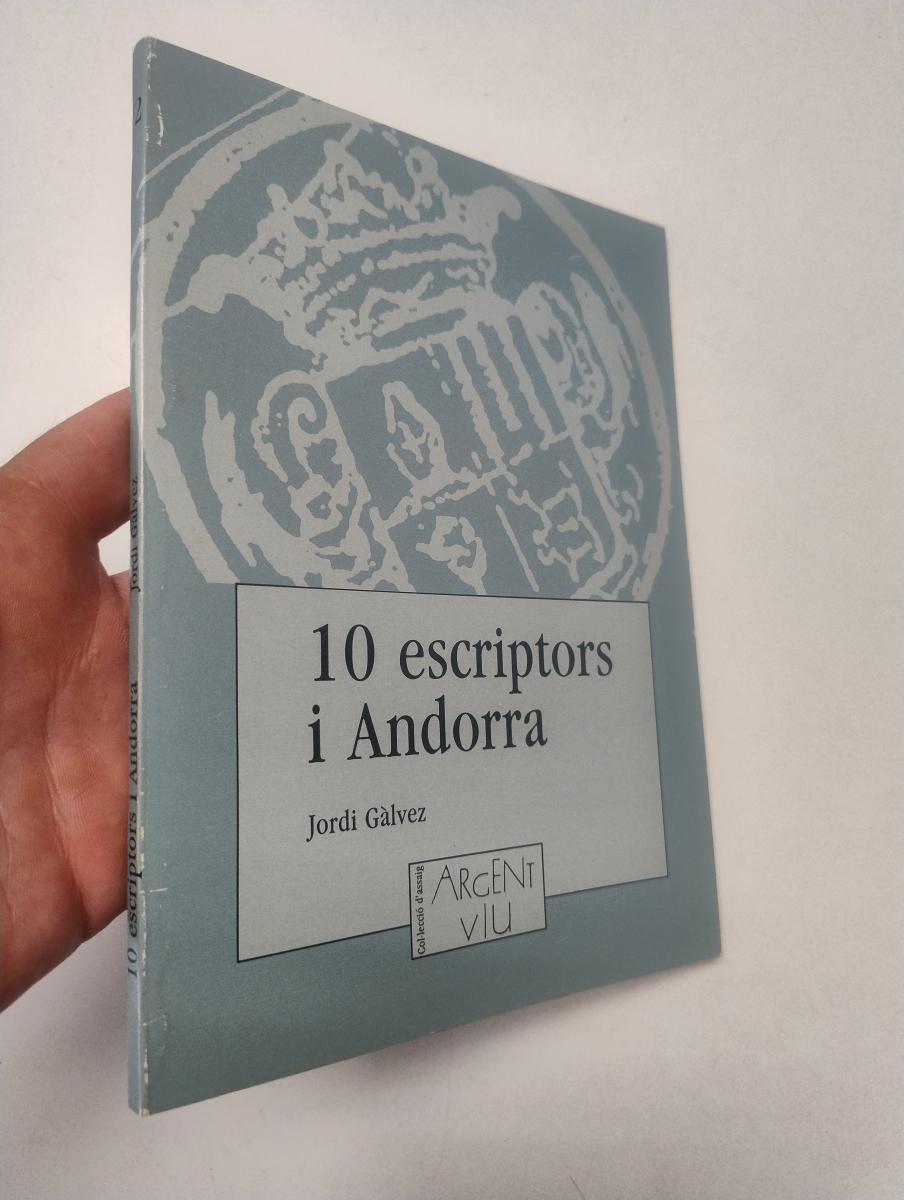 10 escriptors
i Andorra
Jordi Gàlvez
Col·lecció d'assaig
ARGENT
VIU
10 escriptors i Andorra
Jordi Gàlvez
2